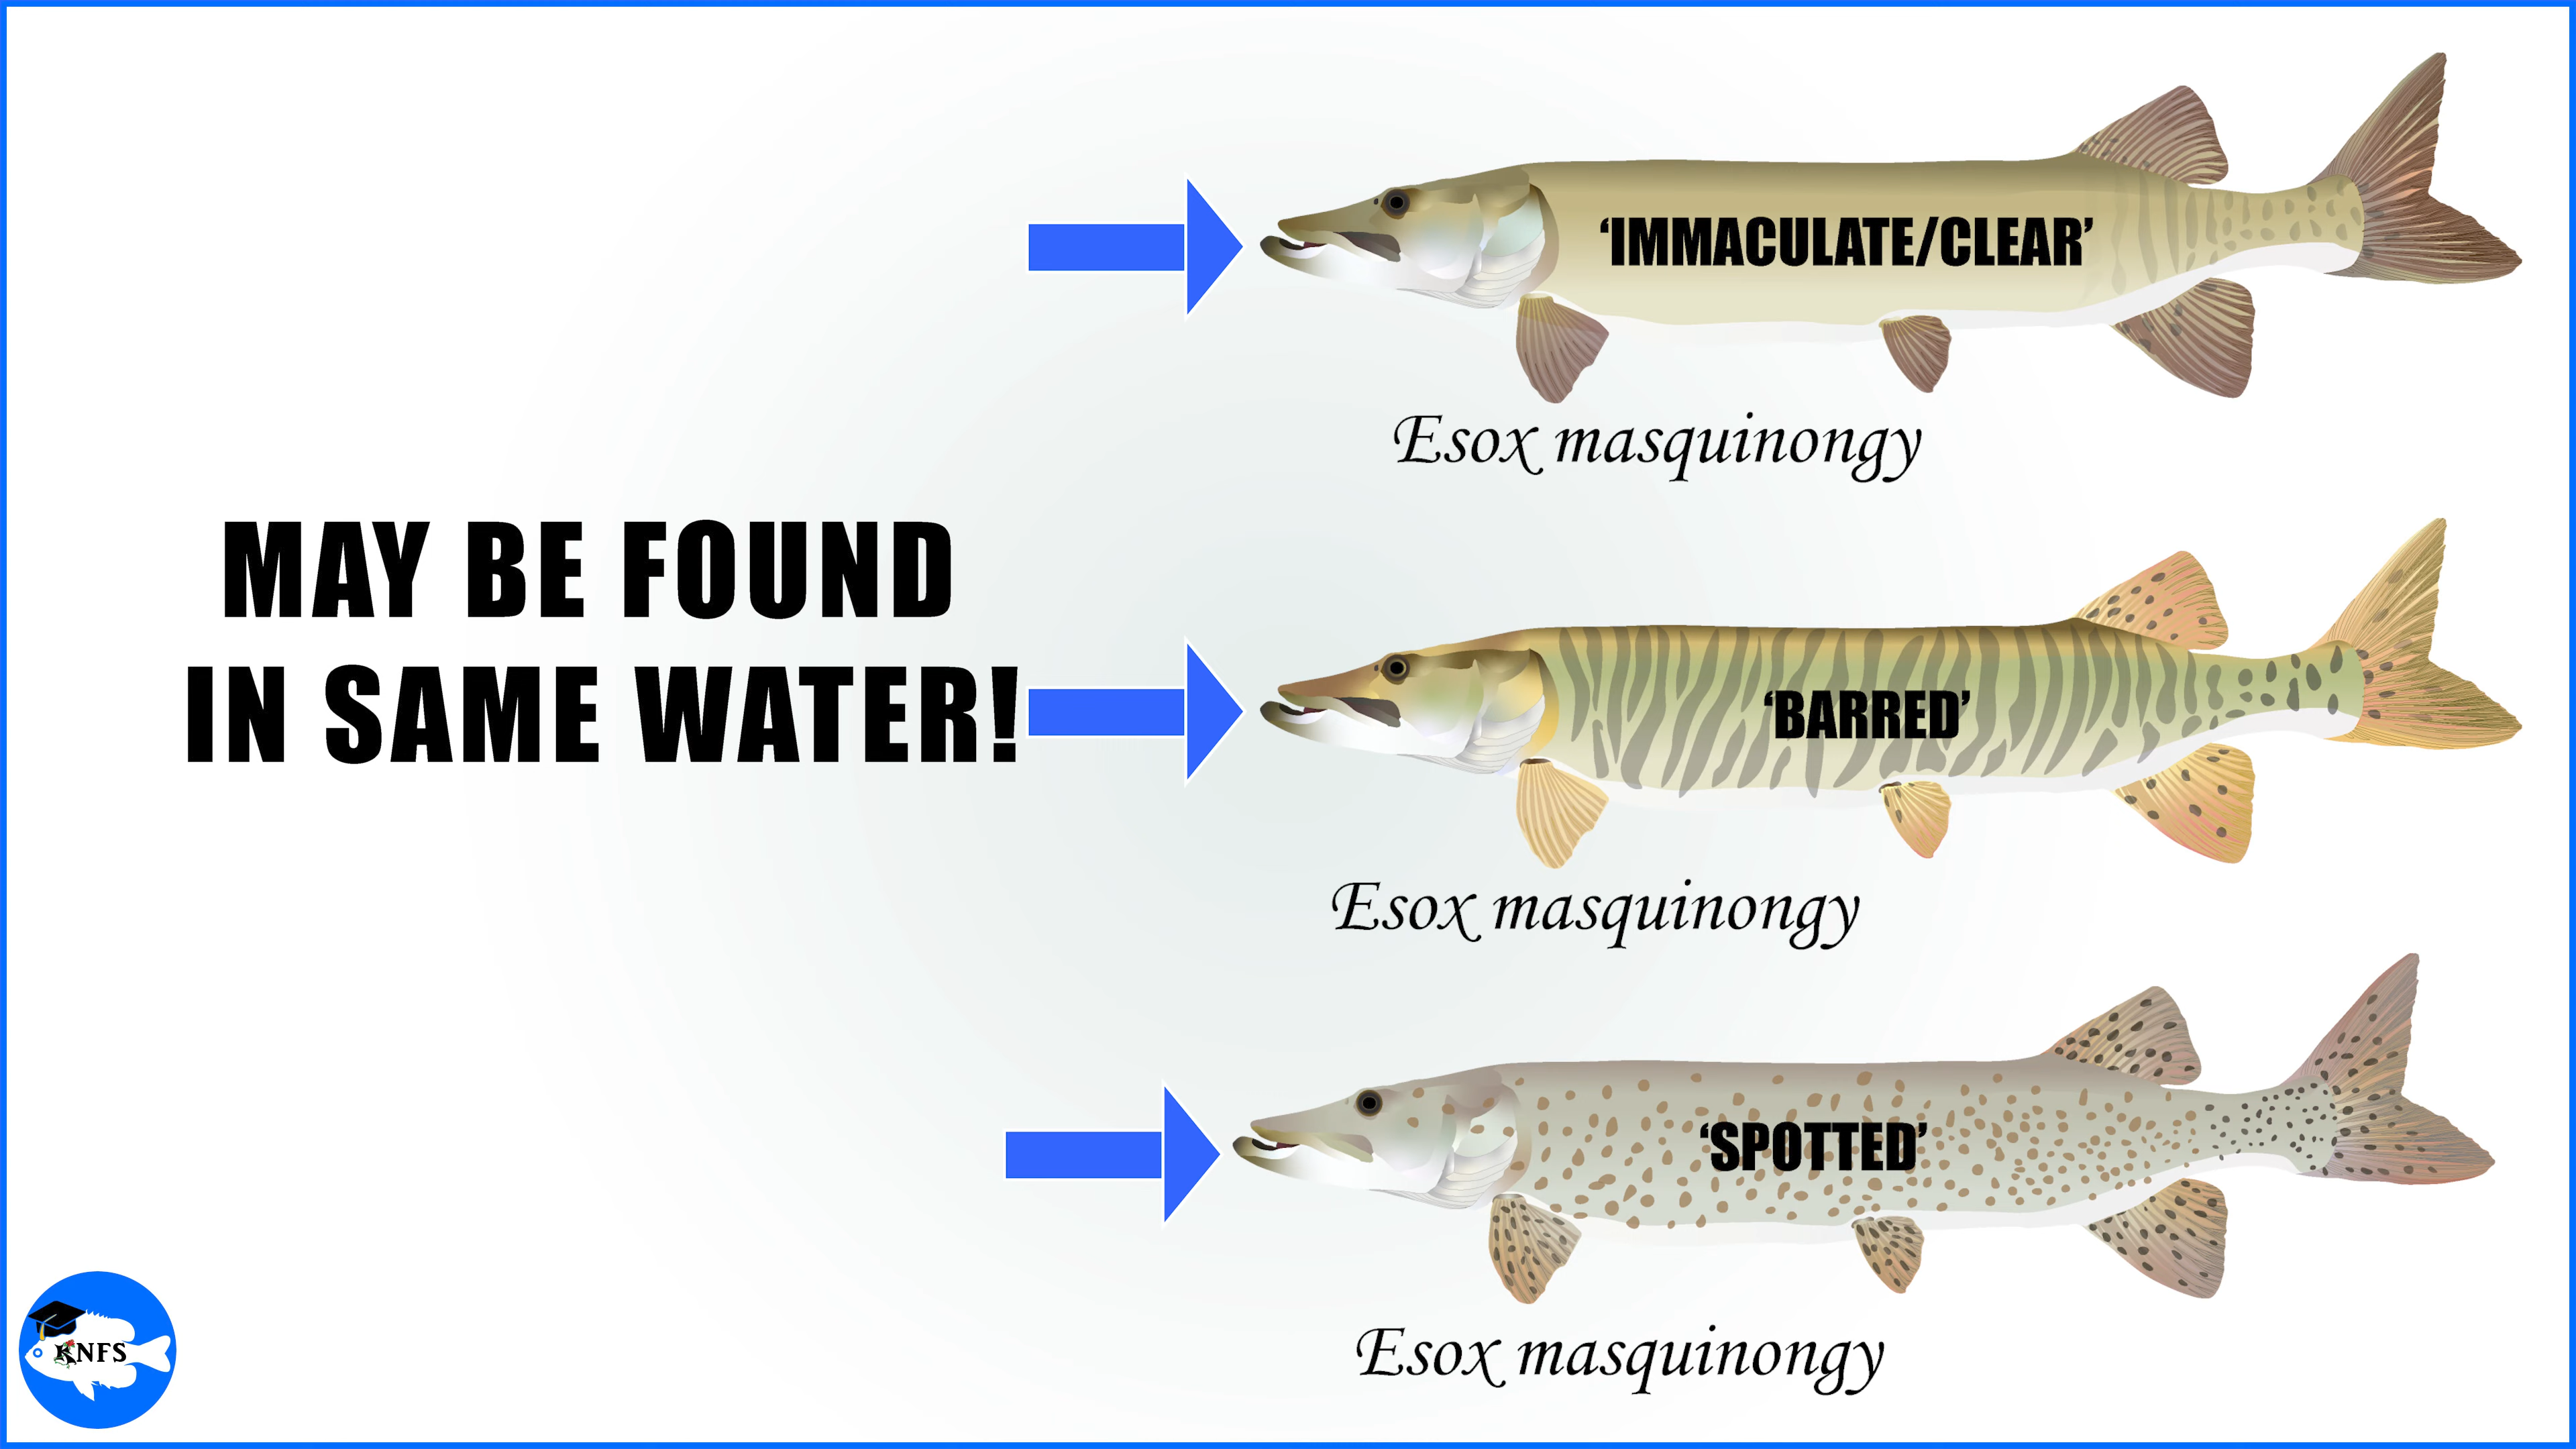 ‘IMMACULATE/CLEAR’
Esox masquinongy
MAY BE FOUND
IN SAME WATER!
‘BARRED’
Esox masquinongy
‘SPOTTED’
Esox masquinongy
KNFS